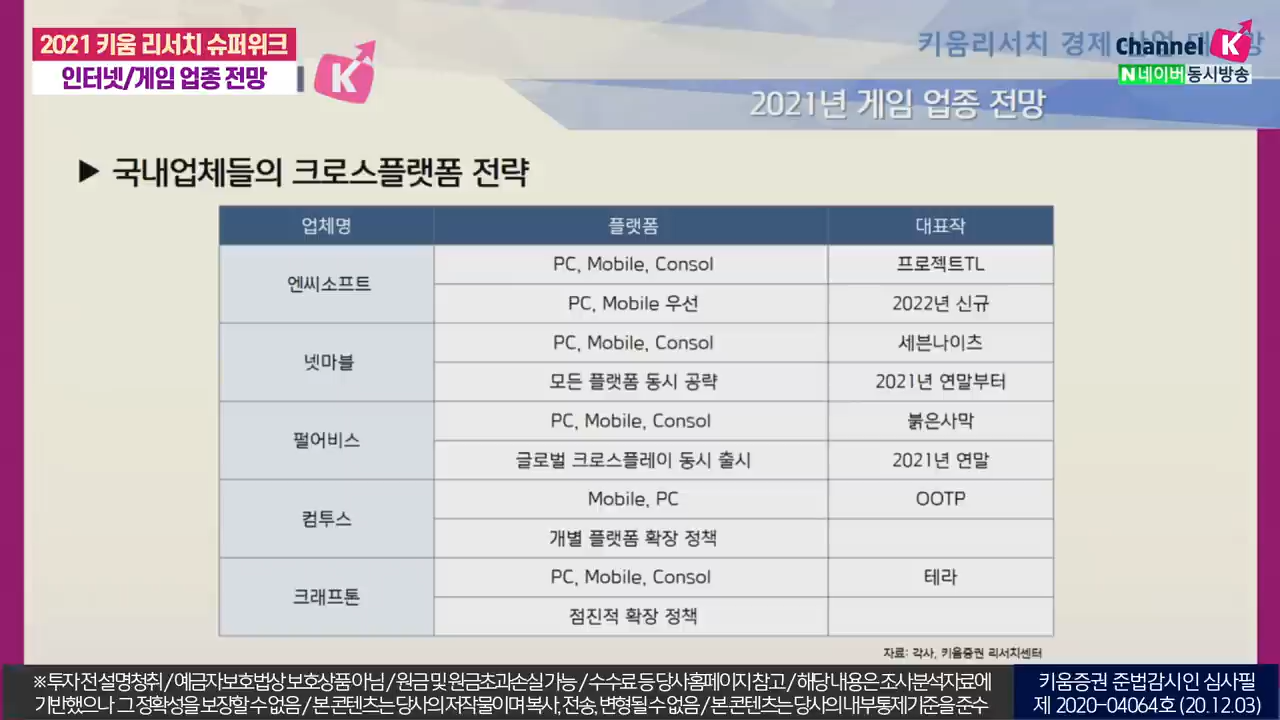 2021 키움 리서치 슈퍼위크
인터넷/게임 업종 전망
K
키움리서치 경제
Channel K
N 네이버 동시방송
2021년 게임 업종 전망
▶ 국내업체들의 크로스플랫폼 전략
업체명 플랫폼 대표작
엔씨소프트
PC, Mobile, Consol 프로젝트TL
PC, Mobile 우선 2022년 신규
넷마블
PC, Mobile, Consol 세븐나이츠
모든 플랫폼 동시 공략 2021년 연말부터
펄어비스
PC, Mobile, Consol 붉은사막
글로벌 크로스플레이 동시 출시 2021년 연말
컴투스
Mobile, PC OOTP
개별 플랫폼 확장 정책
크래프톤
PC, Mobile, Consol 테라
점진적 확장 정책
자료: 각사, 키움증권 리서치센터
※ 투자 전 설명청취 / 예금자보호법상 보호상품 아님 / 원금 및 원금초과손실 가능 / 수수료 등 당사홈페이지 참고 / 해당 내용은 조사분석자료에
기반했으나 그 정확성을 보장할 수 없음 / 본 콘텐츠는 당사의 저작물이며 복사, 전송, 변형될 수 없음 / 본 콘텐츠는 당사의 내부통제기준을 준수
키움증권 준법감시인 심사필
제 2020-04064호 (20.12.03)